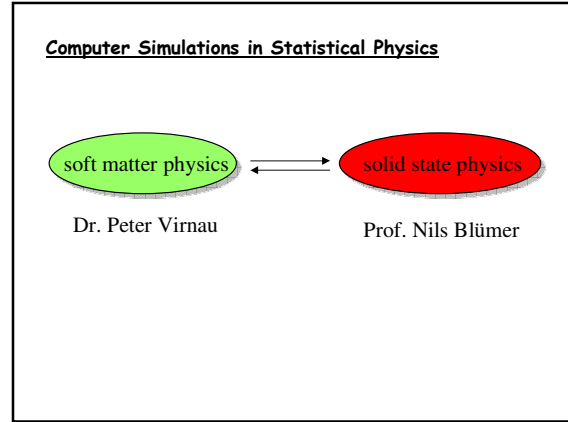 Computer Simulations in Statistical Physics
soft matter physics
solid state physics
Dr. Peter Virnau
Prof. Nils Blümer